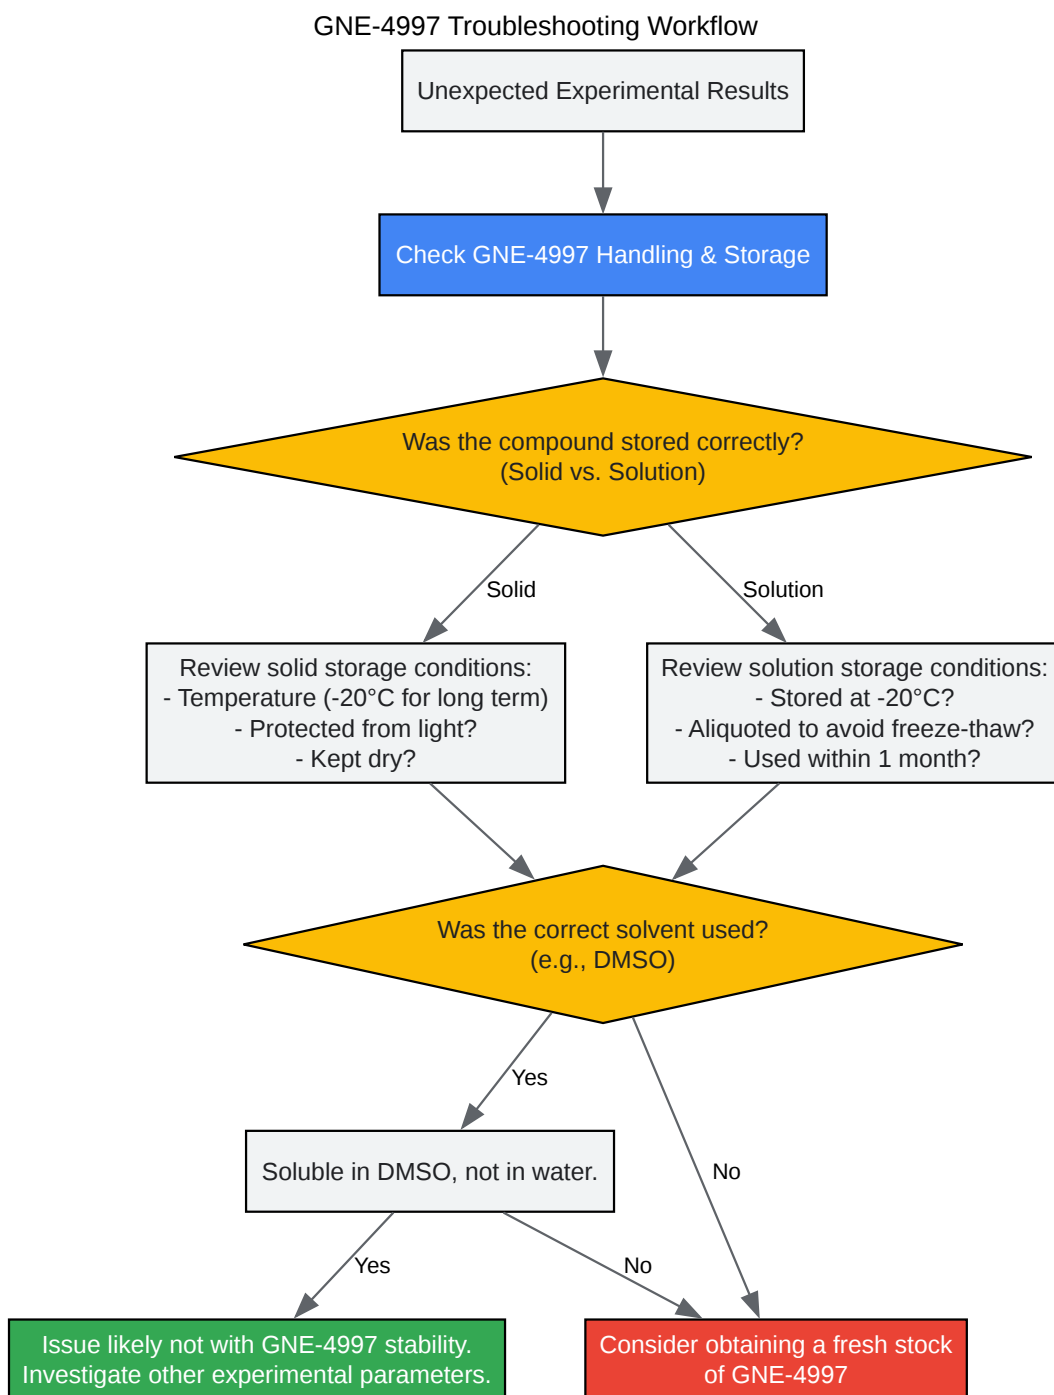 GNE-4997 Troubleshooting Workflow
Unexpected Experimental Results
Check GNE-4997 Handling & Storage
Was the compound stored correctly?
(Solid vs. Solution)
Solid
Solution
Review solid storage conditions:
- Temperature (-20°C for long term)
- Protected from light?
- Kept dry?
Review solution storage conditions:
- Stored at -20°C?
- Aliquoted to avoid freeze-thaw?
- Used within 1 month?
Was the correct solvent used?
(e.g., DMSO)
Yes
No
Soluble in DMSO, not in water.
Yes
No
Issue likely not with GNE-4997 stability.
Investigate other experimental parameters.
Consider obtaining a fresh stock
of GNE-4997